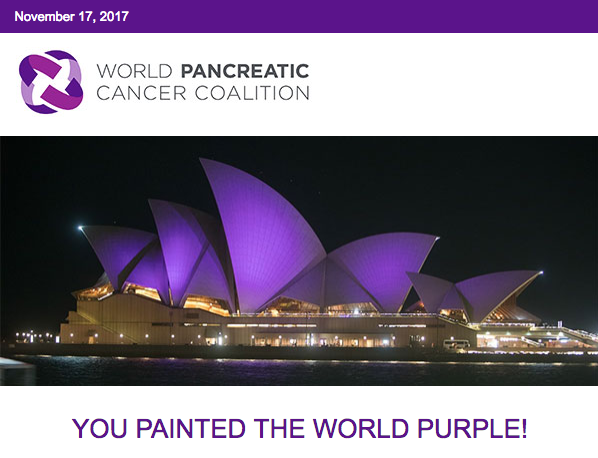 November 17, 2017
WORLD PANCREATIC
CANCER COALITION
YOU PAINTED THE WORLD PURPLE!